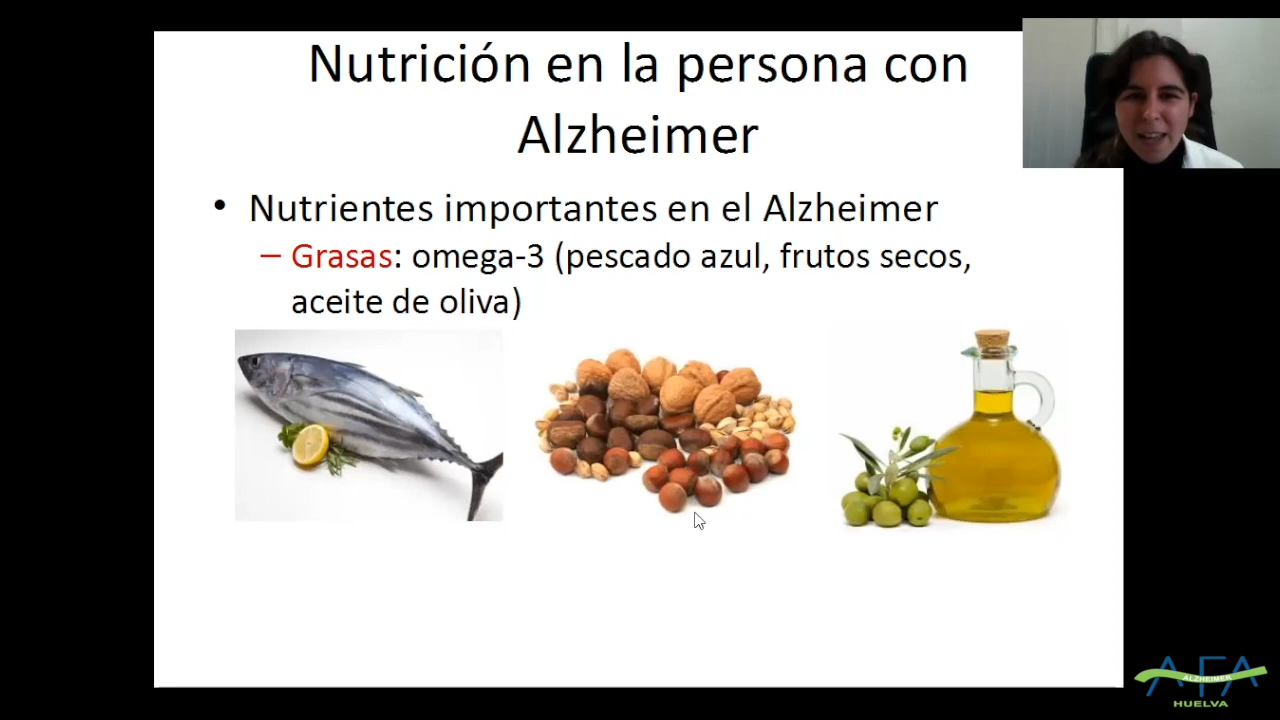 Nutrición en la persona con
Alzheimer
• Nutrientes importantes en el Alzheimer
– Grasas: omega-3 (pescado azul, frutos secos,
aceite de oliva)
AFA
ALZHEIMER
HUELVA